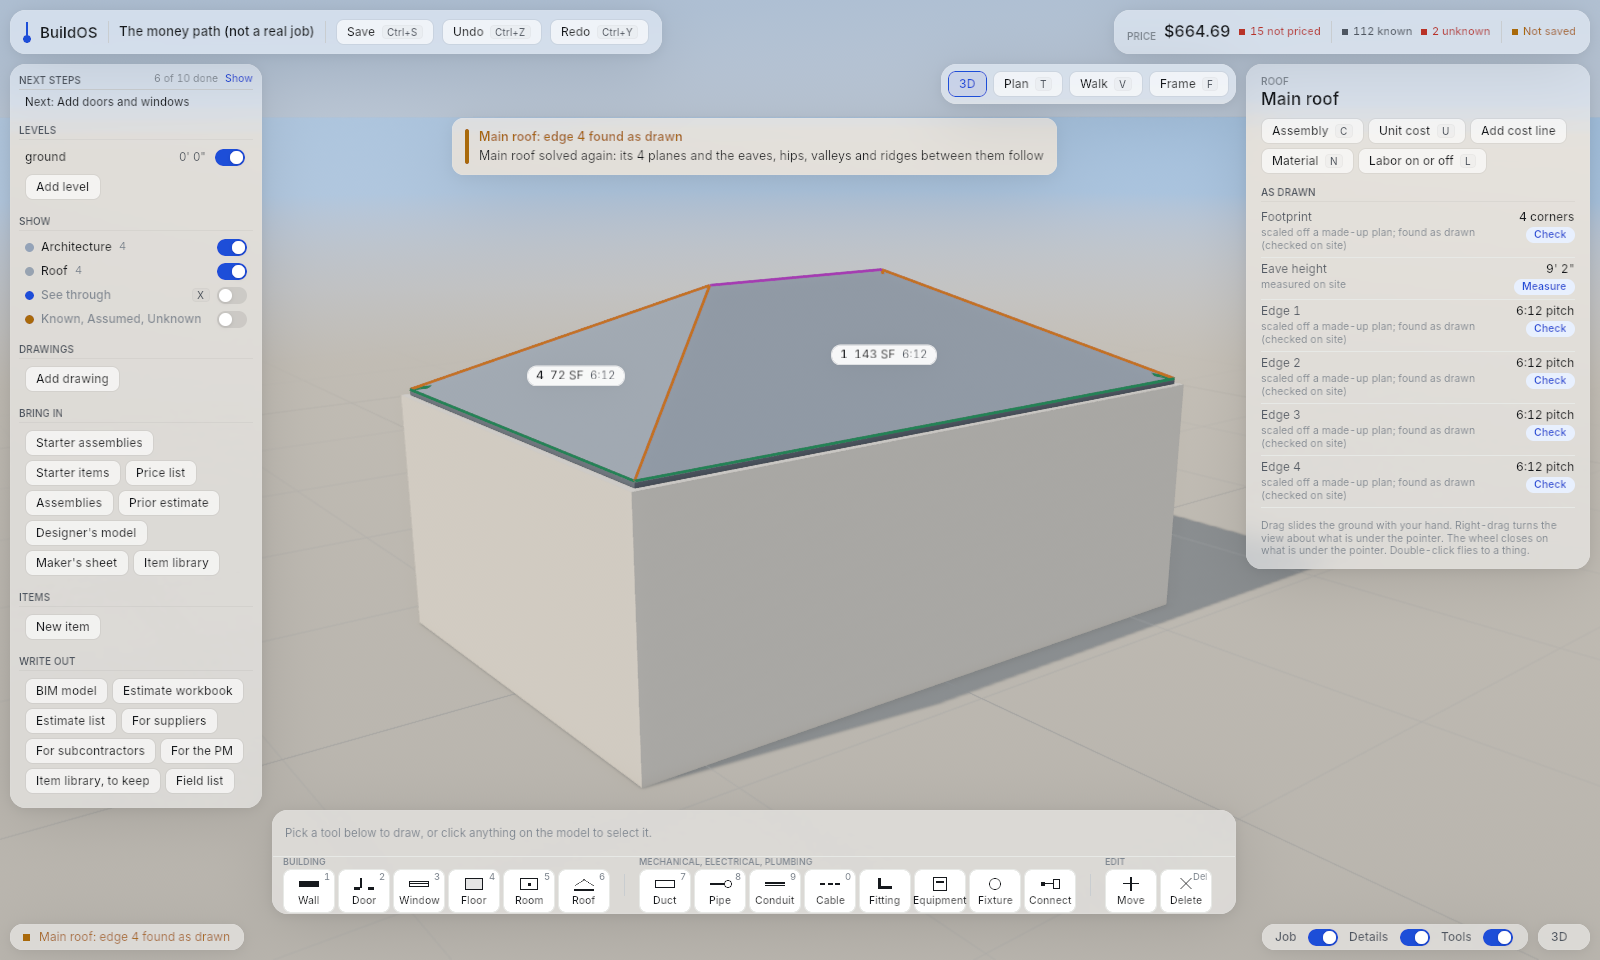 BuildOS
The money path (not a real job)
Save Ctrl+S
Undo Ctrl+Z
Redo Ctrl+Y
PRICE $664.69
15 not priced
112 known
2 unknown
Not saved
NEXT STEPS 6 of 10 done Show
Next: Add doors and windows
LEVELS
ground 0' 0"
Add level
SHOW
Architecture 4
Roof 4
See through X
Known, Assumed, Unknown
DRAWINGS
Add drawing
BRING IN
Starter assemblies
Starter items Price list
Assemblies Prior estimate
Designer's model
Maker's sheet Item library
ITEMS
New item
WRITE OUT
BIM model Estimate workbook
Estimate list For suppliers
For subcontractors For the PM
Item library, to keep Field list
3D Plan T Walk V Frame F
Main roof: edge 4 found as drawn
Main roof solved again: its 4 planes and the eaves, hips, valleys and ridges between them follow
4 72 SF 6:12
1 143 SF 6:12
ROOF
Main roof
Assembly C Unit cost U Add cost line
Material N Labor on or off L
AS DRAWN
Footprint 4 corners
scaled off a made-up plan; found as drawn Check
(checked on site)
Eave height 9' 2"
measured on site Measure
Edge 1 6:12 pitch
scaled off a made-up plan; found as drawn Check
(checked on site)
Edge 2 6:12 pitch
scaled off a made-up plan; found as drawn Check
(checked on site)
Edge 3 6:12 pitch
scaled off a made-up plan; found as drawn Check
(checked on site)
Edge 4 6:12 pitch
scaled off a made-up plan; found as drawn Check
(checked on site)
Drag slides the ground with your hand. Right-drag turns the
view about what is under the pointer. The wheel closes on
what is under the pointer. Double-click flies to a thing.
Pick a tool below to draw, or click anything on the model to select it.
BUILDING MECHANICAL, ELECTRICAL, PLUMBING EDIT
1 2 3 4 5 6 7 8 9 0 Del
Wall Door Window Floor Room Roof Duct Pipe Conduit Cable Fitting Equipment Fixture Connect Move Delete
Main roof: edge 4 found as drawn
Job Details Tools 3D